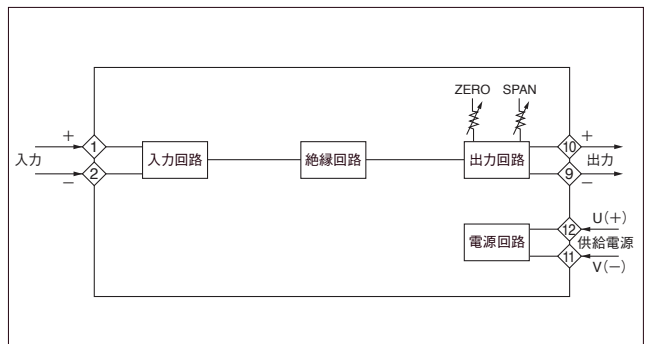 ZERO SPAN
+ 1 10 +
入力 入力回路 絶縁回路 出力回路 出力
− 2 9 −
12 U(+)
電源回路 供給電源
11 V(−)